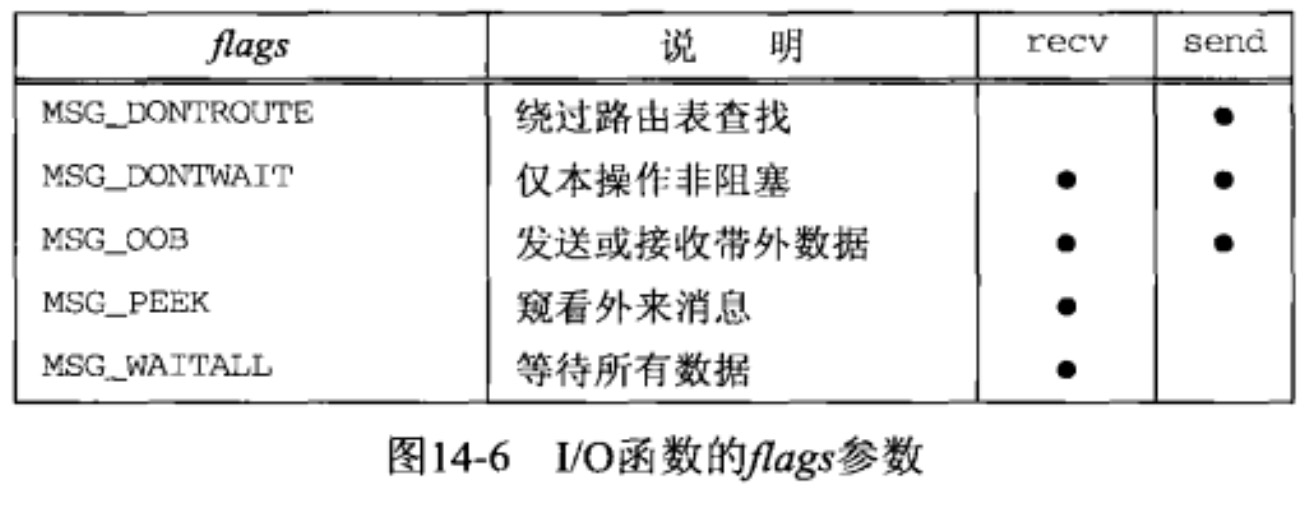 flags 说 明 recv send
MSG_DONTROUTE 绕过路由表查找 ●
MSG_DONTWAIT 仅本操作非阻塞 ● ●
MSG_OOB 发送或接收带外数据 ● ●
MSG_PEEK 窥看外来消息 ●
MSG_WAITALL 等待所有数据 ●
图14-6 I/O函数的flags参数